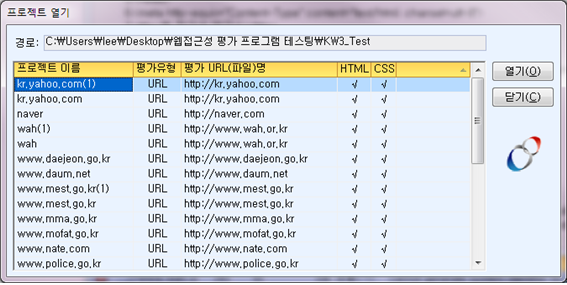 프로젝트 열기
경로: C:\Users\lee\Desktop\웹접근성 평가 프로그램 테스팅\KW3_Test
프로젝트 이름 평가유형 평가 URL(파일)명 HTML CSS
kr.yahoo.com(1) URL http://kr.yahoo.com √ √
kr.yahoo.com URL http://kr.yahoo.com √ √
naver URL http://naver.com √ √
wah(1) URL http://www.wah.or.kr √ √
wah URL http://www.wah.or.kr √ √
www.daejeon.go.kr URL http://www.daejeon.go.kr √ √
www.daum.net URL http://www.daum.net √ √
www.mest.go.kr(1) URL http://www.mest.go.kr √ √
www.mest.go.kr URL http://www.mest.go.kr √ √
www.mma.go.kr URL http://www.mma.go.kr √ √
www.mofat.go.kr URL http://www.mofat.go.kr √ √
www.nate.com URL http://www.nate.com √ √
www.police.go.kr URL http://www.police.go.kr √ √
열기(O)
닫기(C)